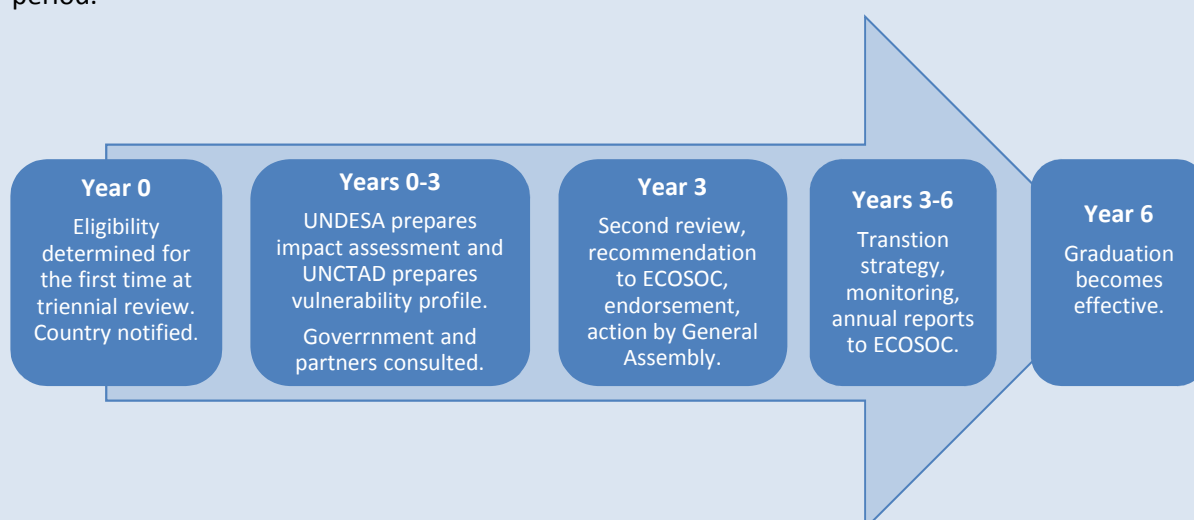 period.
Year 0
Eligibility
determined for
the first time at
triennial review.
Country notified.
Years 0-3
UNDESA prepares
impact assessment and
UNCTAD prepares
vulnerability profile.
Goverrnment and
partners consulted.
Year 3
Second review,
recommendation
to ECOSOC,
endorsement,
action by General
Assembly.
Years 3-6
Transtion
strategy,
monitoring,
annual reports
to ECOSOC.
Year 6
Graduation
becomes
effective.